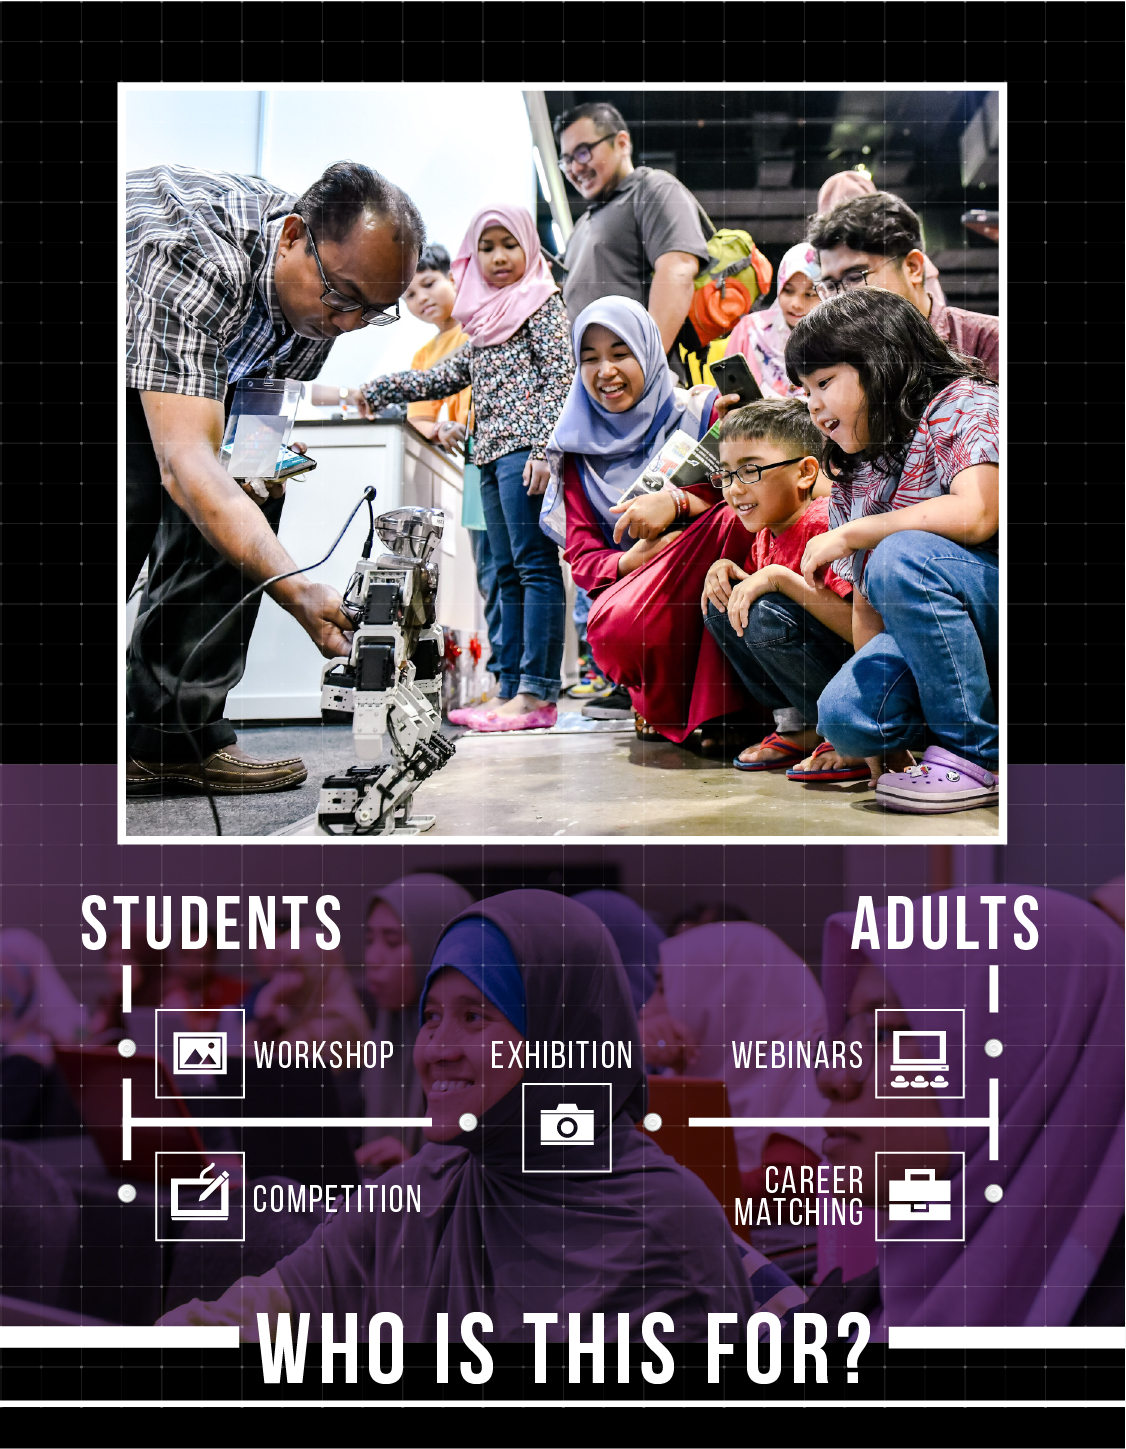 STUDENTS
ADULTS
WORKSHOP
EXHIBITION
WEBINARS
COMPETITION
CAREER
MATCHING
WHO IS THIS FOR?